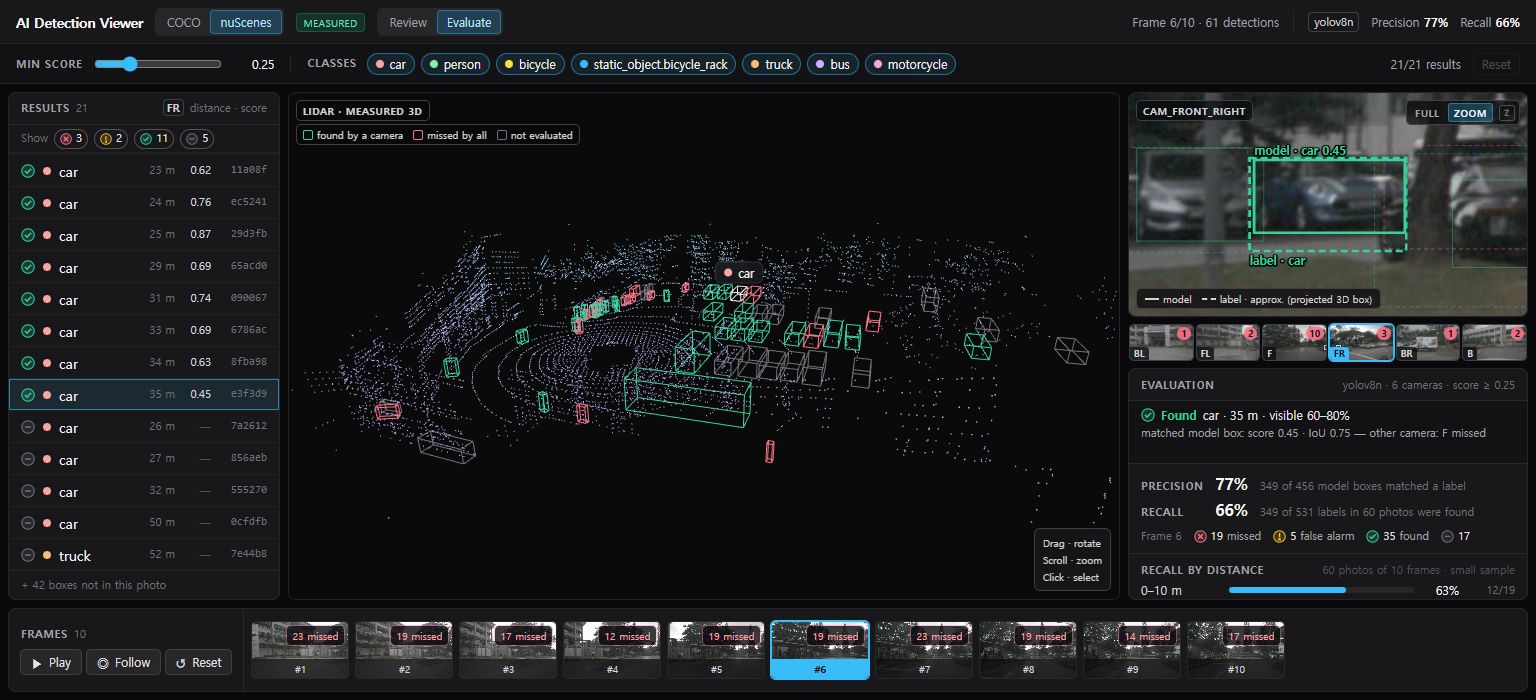 AI Detection Viewer COCO nuScenes MEASURED Review Evaluate Frame 6/10 · 61 detections yolov8n Precision 77% Recall 66%
MIN SCORE 0.25 CLASSES car person bicycle static_object.bicycle_rack truck bus motorcycle 21/21 results Reset
RESULTS 21 FR distance · score
Show 3 2 11 5
car 23 m 0.62 11a08f
car 24 m 0.76 ec5241
car 25 m 0.87 29d3fb
car 29 m 0.69 65acd0
car 31 m 0.74 090067
car 33 m 0.69 6786ac
car 34 m 0.63 8fba98
car 35 m 0.45 e3f3d9
car 26 m — 7a2612
car 27 m — 856aeb
car 32 m — 555270
car 50 m — 0cfdfb
truck 52 m — 7e44b8
+ 42 boxes not in this photo
LIDAR · MEASURED 3D
found by a camera missed by all not evaluated
car
Drag · rotate
Scroll · zoom
Click · select
CAM_FRONT_RIGHT FULL ZOOM Z
model · car 0.45
label · car
model label · approx. (projected 3D box)
1 2 10 3 1 2
BL FL F FR BR B
EVALUATION yolov8n · 6 cameras · score ≥ 0.25
Found car · 35 m · visible 60–80%
matched model box: score 0.45 · IoU 0.75 — other camera: F missed
PRECISION 77% 349 of 456 model boxes matched a label
RECALL 66% 349 of 531 labels in 60 photos were found
Frame 6 19 missed 5 false alarm 35 found 17
RECALL BY DISTANCE 60 photos of 10 frames · small sample
0–10 m 63% 12/19
FRAMES 10
Play Follow Reset
23 missed 19 missed 17 missed 12 missed 19 missed 19 missed 23 missed 19 missed 14 missed 17 missed
#1 #2 #3 #4 #5 #6 #7 #8 #9 #10